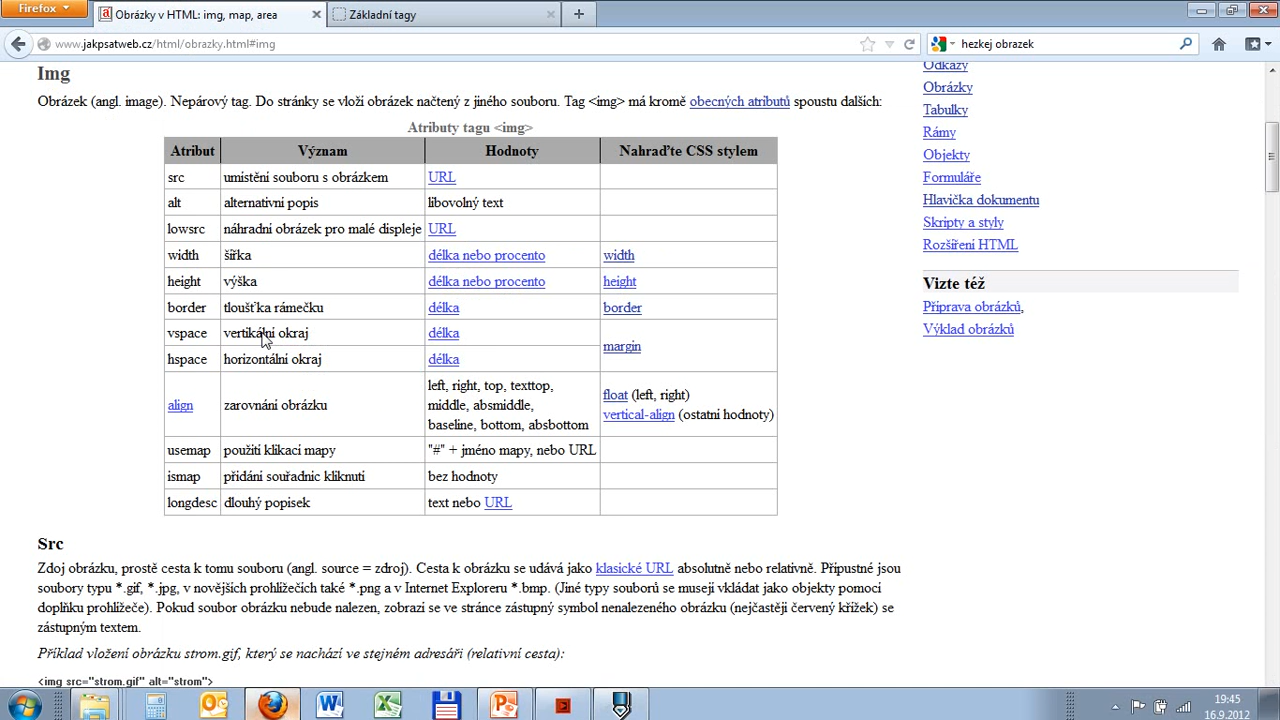 Firefox
Obrázky v HTML: img, map, area
Základní tagy
www.jakpsatweb.cz/html/obrazky.html#img
hezkej obrazek
Img
Obrázek (angl. image). Nepárový tag. Do stránky se vloží obrázek načtený z jiného souboru. Tag <img> má kromě obecných atributů spoustu dalších:
Atributy tagu <img>
Atribut Význam Hodnoty Nahraďte CSS stylem
src umístění souboru s obrázkem URL
alt alternativní popis libovolný text
lowsrc náhradní obrázek pro malé displeje URL
width šířka délka nebo procento width
height výška délka nebo procento height
border tloušťka rámečku délka border
vspace vertikální okraj délka margin
hspace horizontální okraj délka
align zarovnání obrázku left, right, top, texttop,
middle, absmiddle,
baseline, bottom, absbottom
float (left, right)
vertical-align (ostatní hodnoty)
usemap použití klikací mapy "#" + jméno mapy, nebo URL
ismap přidání souřadnic kliknutí bez hodnoty
longdesc dlouhý popisek text nebo URL
Src
Zdroj obrázku, prostě cesta k tomu souboru (angl. source = zdroj). Cesta k obrázku se udává jako klasické URL absolutně nebo relativně. Přípustné jsou
soubory typu *.gif, *.jpg, v novějších prohlížečích také *.png a v Internet Exploreru *.bmp. (Jiné typy souborů se musejí vkládat jako objekty pomocí
doplňku prohlížeče). Pokud soubor obrázku nebude nalezen, zobrazí se ve stránce zástupný symbol nenalezeného obrázku (nejčastěji červený křížek) se
zástupným textem.
Příklad vložení obrázku strom.gif, který se nachází ve stejném adresáři (relativní cesta):
<img src="strom.gif" alt="strom">
Odkazy
Obrázky
Tabulky
Rámy
Objekty
Formuláře
Hlavička dokumentu
Skripty a styly
Rozšíření HTML
Vizte též
Příprava obrázků,
Výklad obrázků
19:45
16.9.2012